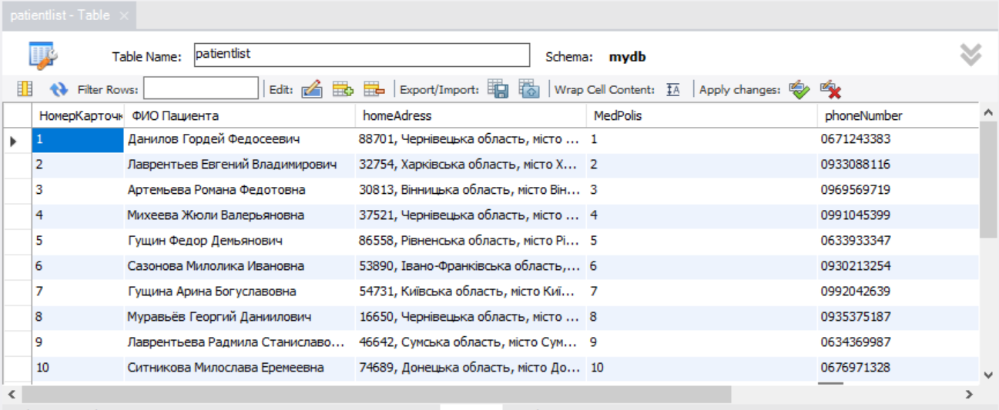 patientlist - Table ×
Table Name: patientlist Schema: mydb
Filter Rows: Edit: Export/Import: Wrap Cell Content: Apply changes:
НомерКарточк ФИО Пациента homeAdress MedPolis phoneNumber
1 Данилов Гордей Федосеевич 88701, Чернівецька область, місто ... 1 0671243383
2 Лаврентьев Евгений Владимирович 32754, Харківська область, місто Х... 2 0933088116
3 Артемьева Романа Федотовна 30813, Вінницька область, місто Він... 3 0969569719
4 Михеева Жюли Валерьяновна 37521, Чернівецька область, місто ... 4 0991045399
5 Гущин Федор Демьянович 86558, Рівненська область, місто Рі... 5 0633933347
6 Сазонова Милолика Ивановна 53890, Івано-Франківська область,... 6 0930213254
7 Гущина Арина Богуславовна 54731, Київська область, місто Киї... 7 0992042639
8 Муравьёв Георгий Даниилович 16650, Чернівецька область, місто ... 8 0935375187
9 Лаврентьева Радмила Станиславо... 46642, Сумська область, місто Сум... 9 0634369987
10 Ситникова Милослава Еремеевна 74689, Донецька область, місто До... 10 0676971328